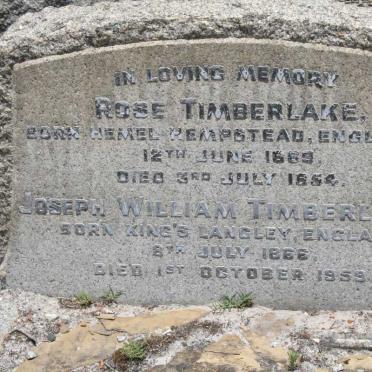 IN LOVING MEMORY
ROSE TIMBERLAKE.
BORN HEMEL HEMPSTEAD, ENGL
12TH JUNE 1869.
DIED 3RD JULY 1954.
JOSEPH WILLIAM TIMBERL
BORN KING'S LANGLEY, ENGLA
8TH JULY 1866.
DIED 1ST OCTOBER 1959